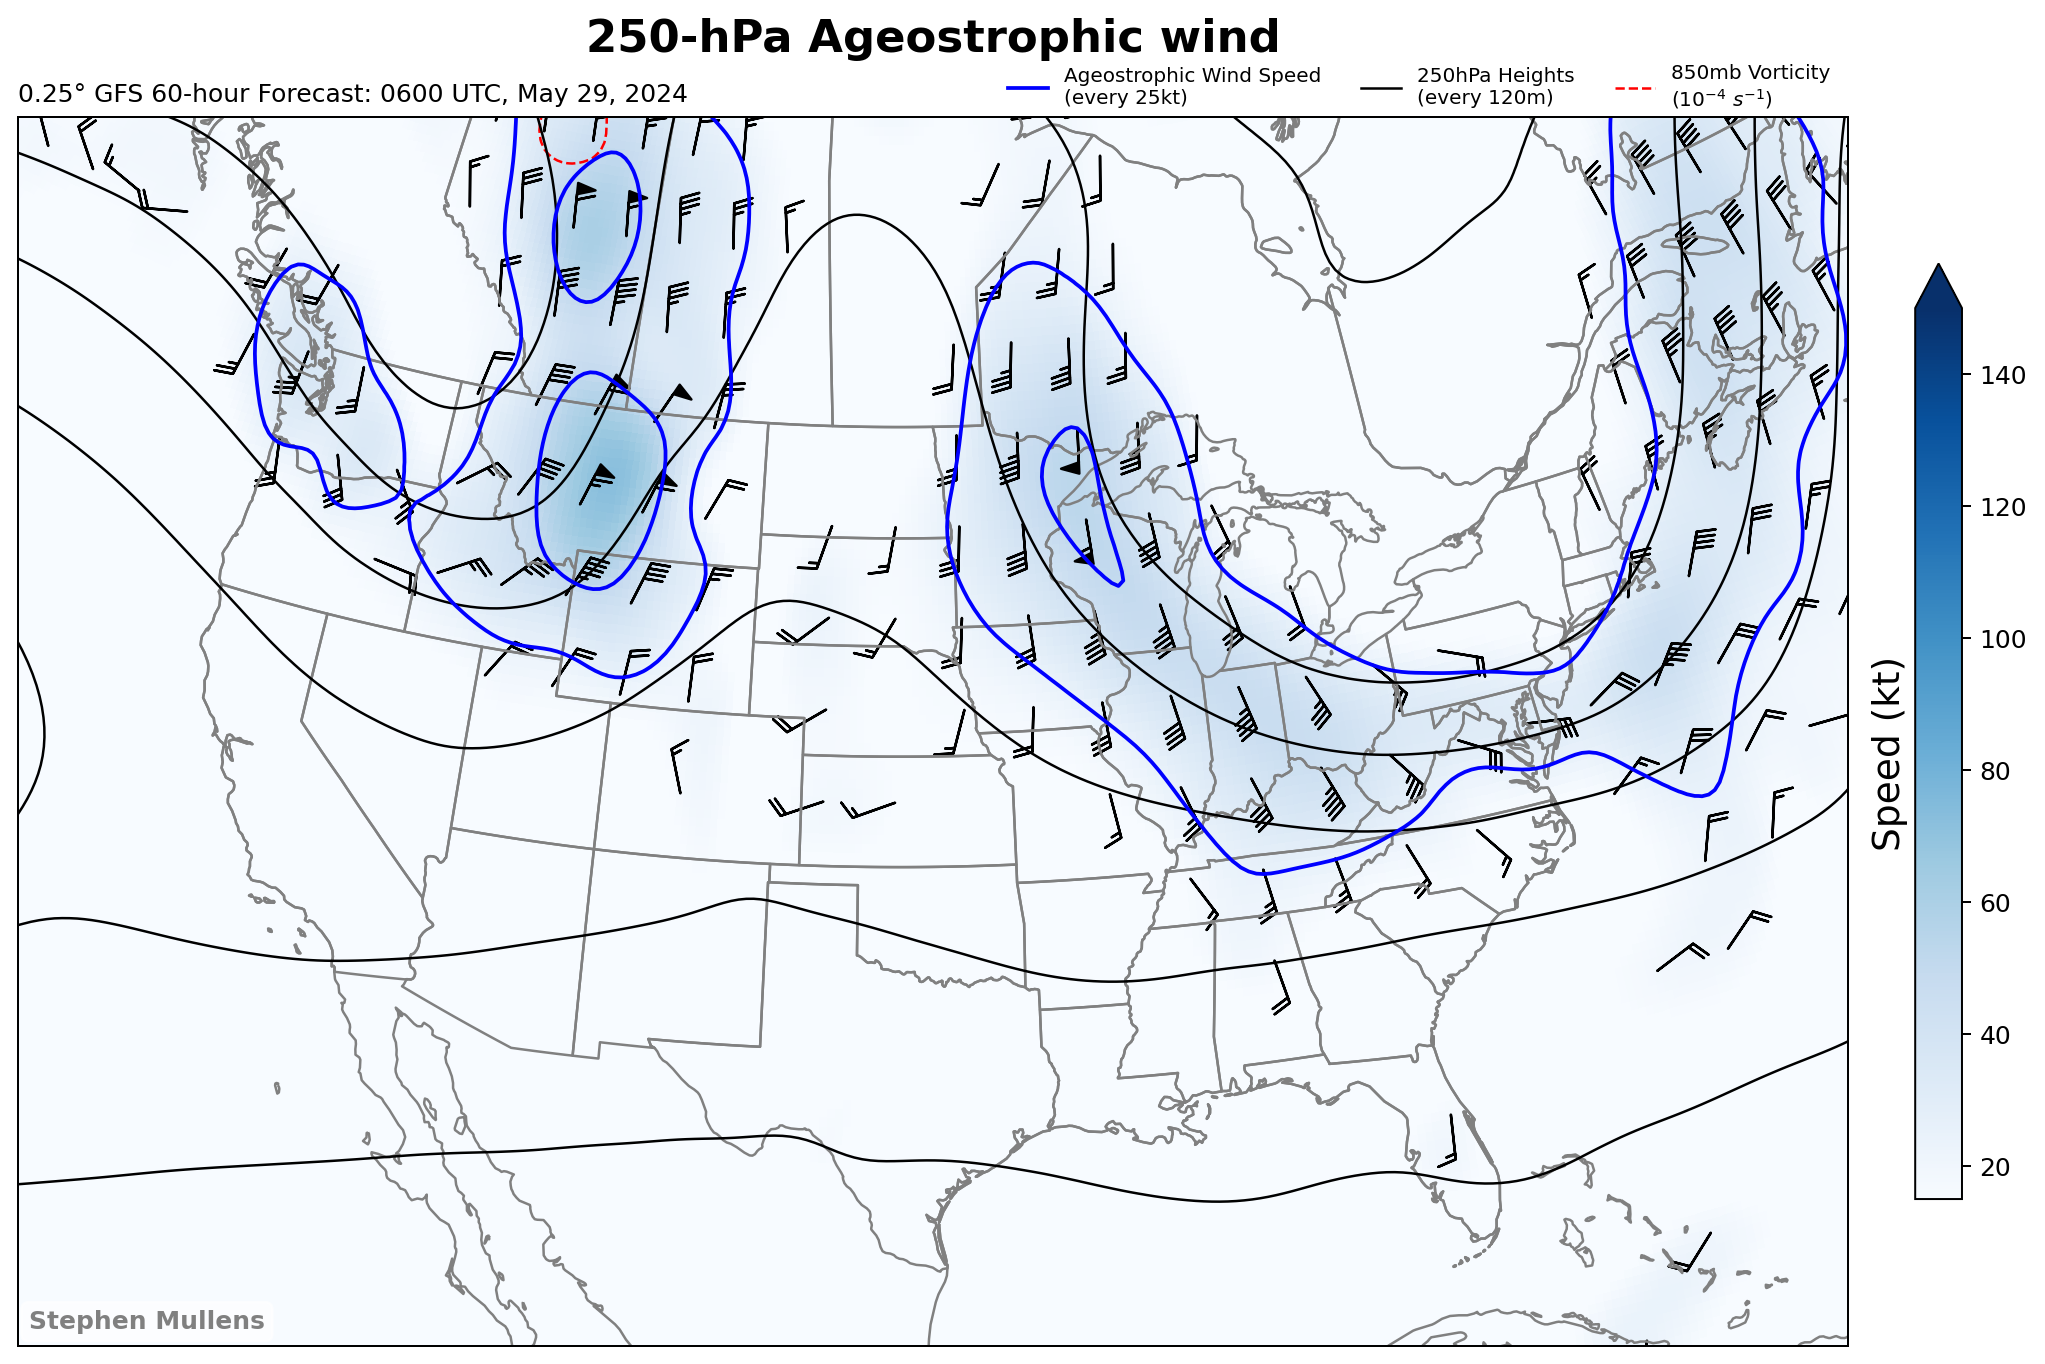 250-hPa Ageostrophic wind
0.25° GFS 60-hour Forecast: 0600 UTC, May 29, 2024
Ageostrophic Wind Speed
(every 25kt)
250hPa Heights
(every 120m)
850mb Vorticity
(10⁻⁴ s⁻¹)
140
120
100
80
60
40
20
Speed (kt)
Stephen Mullens